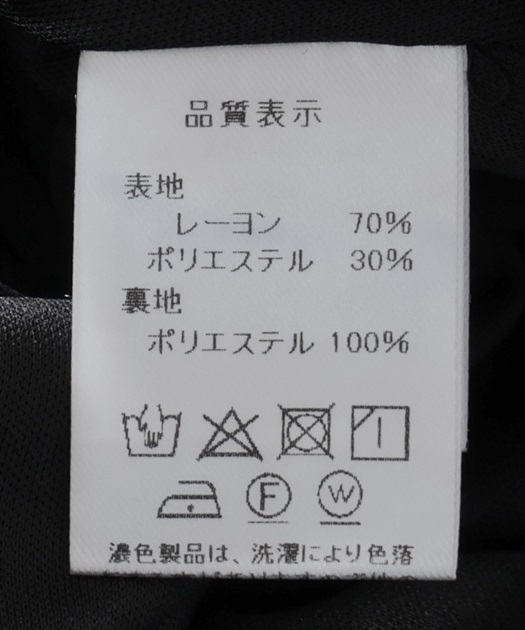 品質表示
表地
レーヨン 70%
ポリエステル 30%
裏地
ポリエステル 100%
F W
濃色製品は、洗濯により色落